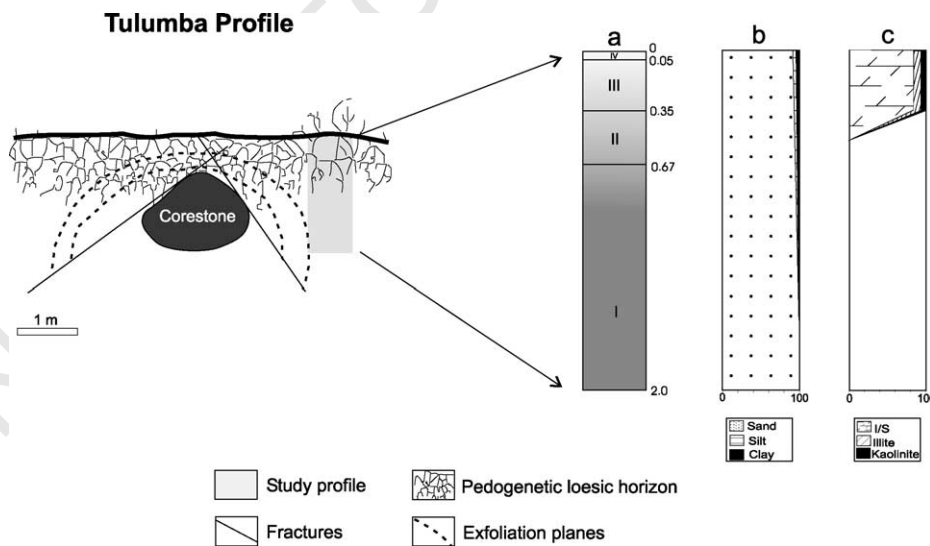 Tulumba Profile
a
b
c
0
IV
0.05
III
0.35
II
0.67
I
2.0
Corestone
1 m
0 100
0 10
Sand
Silt
Clay
I/S
Illite
Kaolinite
Study profile
Pedogenetic loesic horizon
Fractures
Exfoliation planes